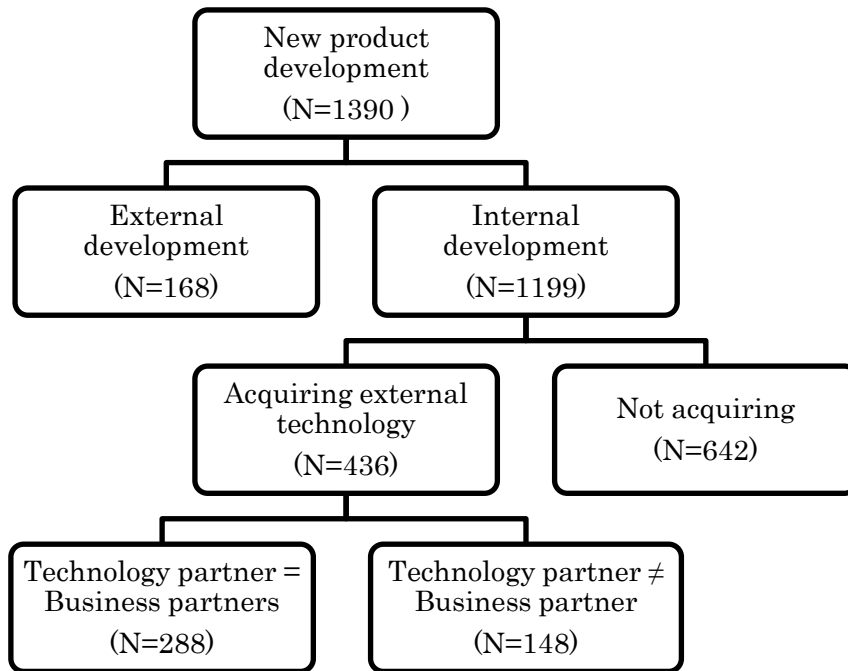 New product
development
(N=1390 )
External
development
(N=168)
Internal
development
(N=1199)
Acquiring external
technology
(N=436)
Not acquiring
(N=642)
Technology partner =
Business partners
(N=288)
Technology partner ≠
Business partner
(N=148)